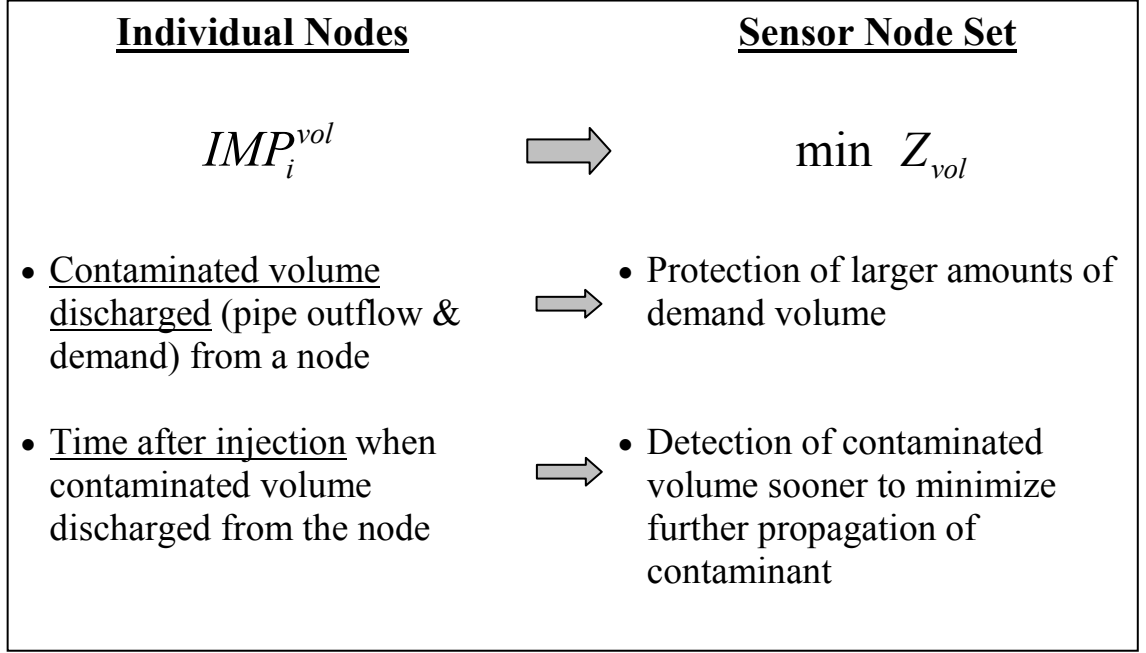 Individual Nodes
Sensor Node Set
IMP_i^{vol}
min Z_{vol}
• Contaminated volume
discharged (pipe outflow &
demand) from a node
• Protection of larger amounts of
demand volume
• Time after injection when
contaminated volume
discharged from the node
• Detection of contaminated
volume sooner to minimize
further propagation of
contaminant